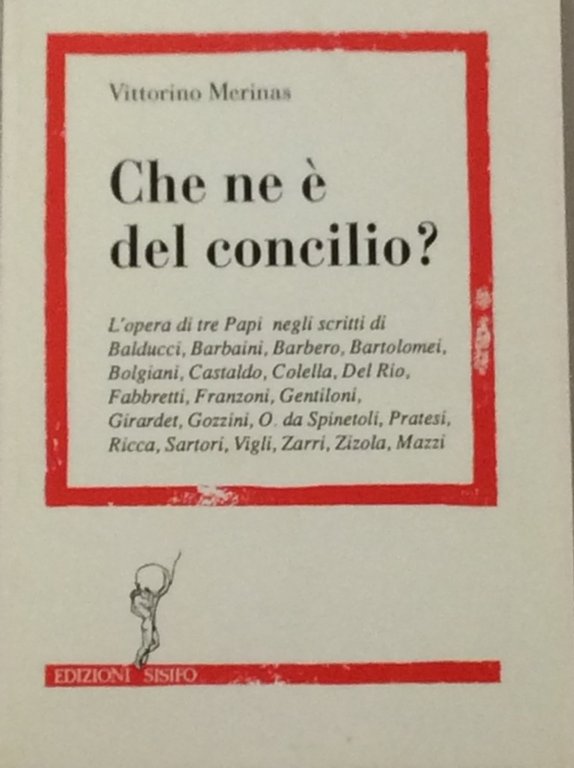 Vittorino Merinas
Che ne è
del concilio?
L'opera di tre Papi negli scritti di
Balducci, Barbaini, Barbero, Bartolomei,
Bolgiani, Castaldo, Colella, Del Rio,
Fabbretti, Franzoni, Gentiloni,
Girardet, Gozzini, O. da Spinetoli, Pratesi,
Ricca, Sartori, Vigli, Zarri, Zizola, Mazzi
EDIZIONI SISIFO